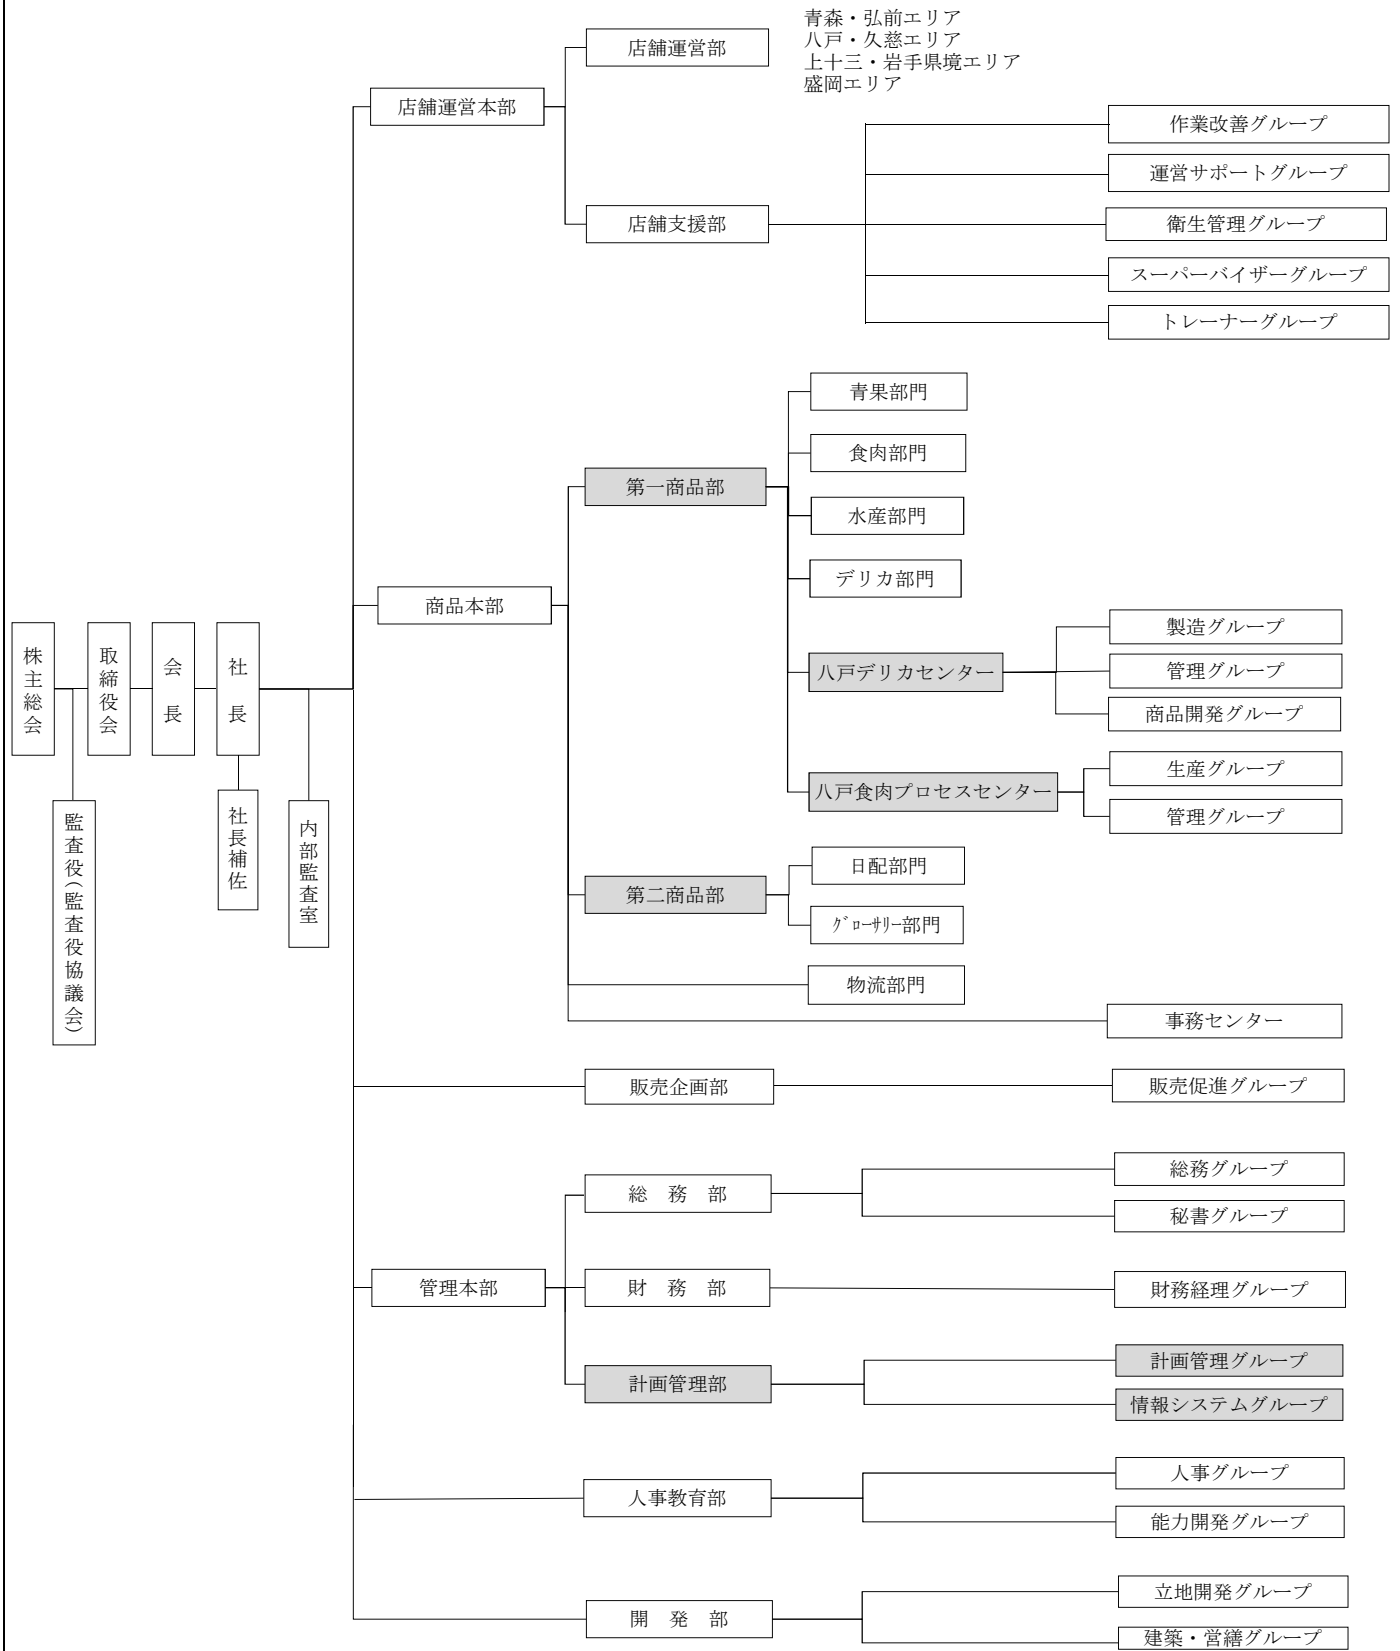 青森・弘前エリア
八戸・久慈エリア
上十三・岩手県境エリア
盛岡エリア
店舗運営部
店舗運営本部
作業改善グループ
運営サポートグループ
店舗支援部
衛生管理グループ
スーパーバイザーグループ
トレーナーグループ
青果部門
食肉部門
第一商品部
水産部門
デリカ部門
商品本部
製造グループ
八戸デリカセンター
管理グループ
商品開発グループ
生産グループ
八戸食肉プロセスセンター
管理グループ
株主総会
取締役会
会長
社長
監査役(監査役協議会)
社長補佐
内部監査室
日配部門
第二商品部
グローサリー部門
物流部門
事務センター
販売企画部
販売促進グループ
総務部
総務グループ
秘書グループ
管理本部
財務部
財務経理グループ
計画管理部
計画管理グループ
情報システムグループ
人事教育部
人事グループ
能力開発グループ
開発部
立地開発グループ
建築・営繕グループ